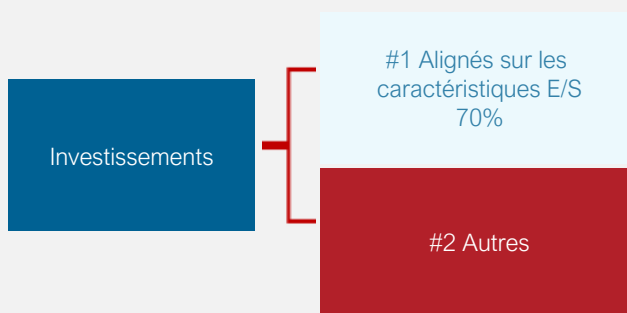 #1 Alignés sur les
caractéristiques E/S
70%
Investissements
#2 Autres